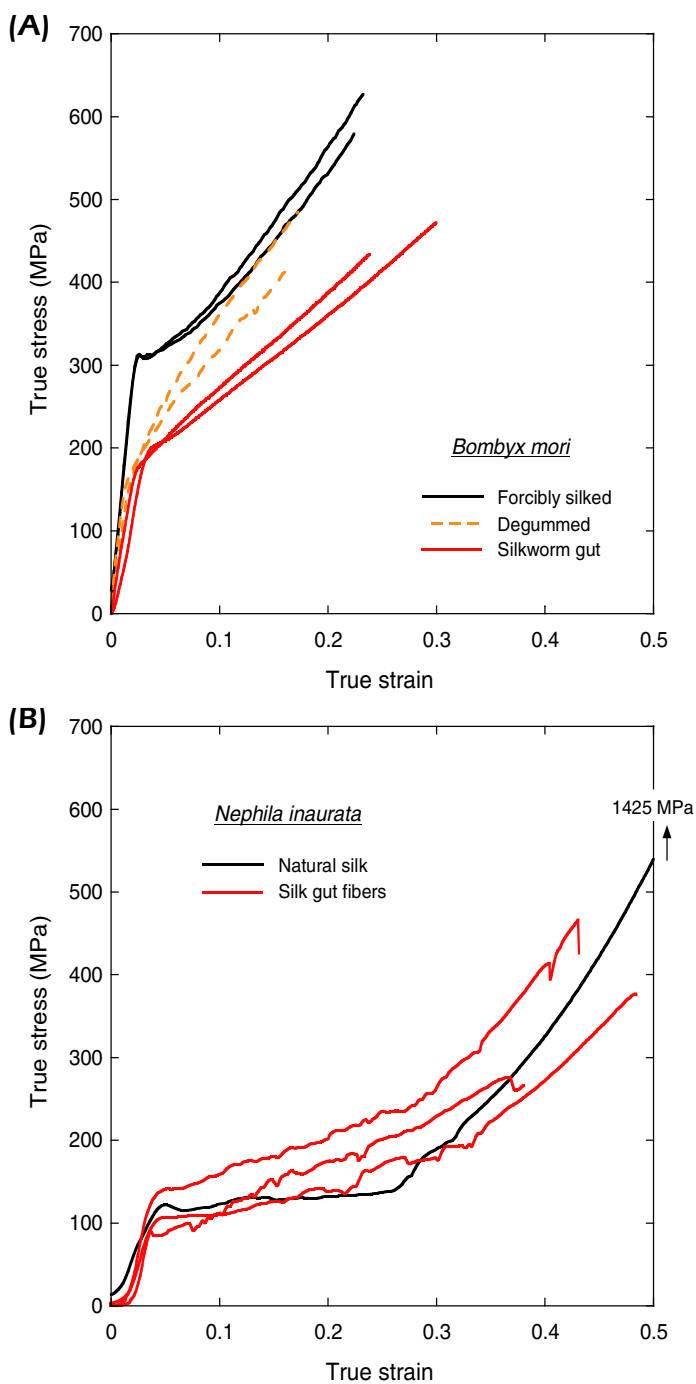 (A)
700
600
500
400
300
200
100
0
True stress (MPa)
Bombyx mori
Forcibly silked
Degummed
Silkworm gut
0
0.1
0.2
0.3
0.4
0.5
True strain
(B)
700
600
500
400
300
200
100
0
True stress (MPa)
1425 MPa
Nephila inaurata
Natural silk
Silk gut fibers
0
0.1
0.2
0.3
0.4
0.5
True strain